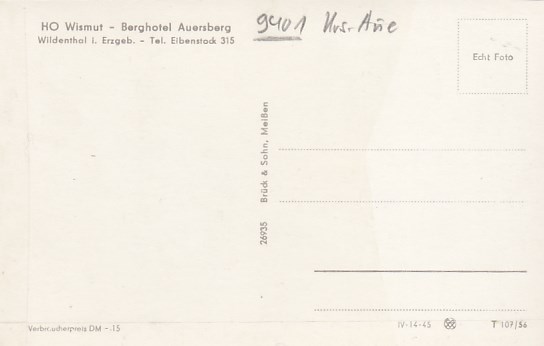 HO Wismut - Berghotel Auersberg
Wildenthal i. Erzgeb. - Tel. Eibenstock 315
9401 Krs. Aue
Echt Foto
26935 Brück & Sohn, Meißen
Verbraucherpreis DM -.15
IV-14-45
T 107/56